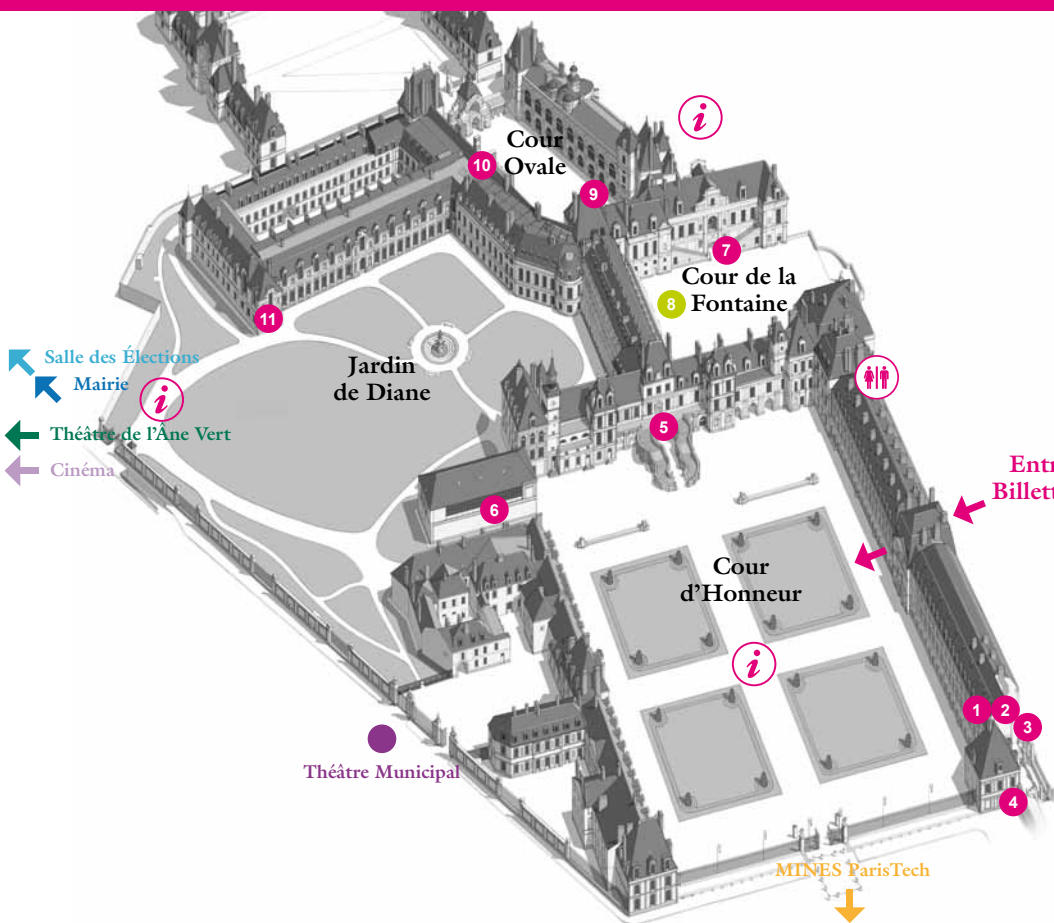 i
Cour
Ovale
10
9
7
Cour de la
Fontaine
8
11
Salle des Élections
Mairie
i
Théâtre de l'Âne Vert
Cinéma
Jardin
de Diane
5
6
Entr
Billett
Cour
d'Honneur
i
1
2
3
4
Théâtre Municipal
MINES ParisTech